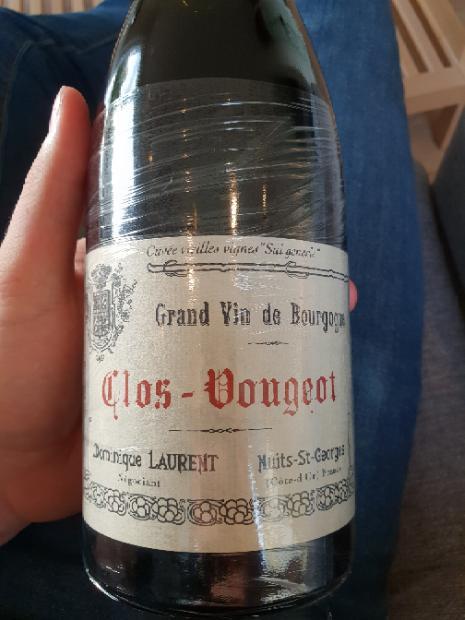 Cuvée vieilles vignes "Sui generis"
Grand Vin de Bourgogne
Clos-Vougeot
Dominique LAURENT
Nuits-St-Georges
Négociant
(Côte-d'Or) France